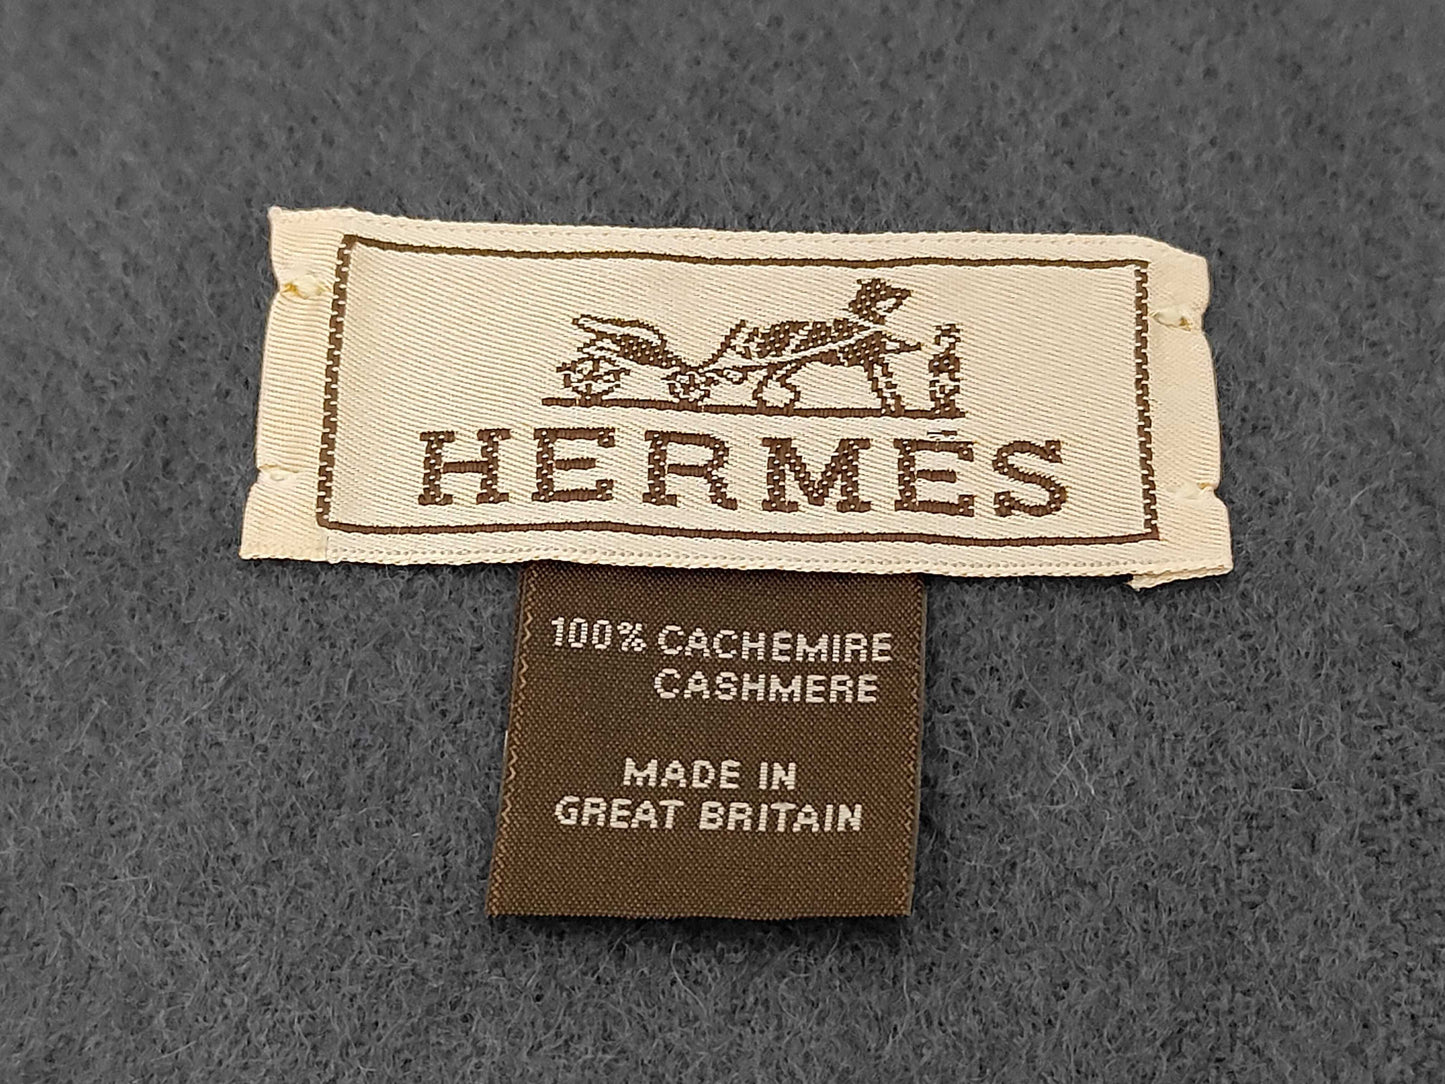 HERMÈS
100% CACHEMIRE
CASHMERE
MADE IN
GREAT BRITAIN